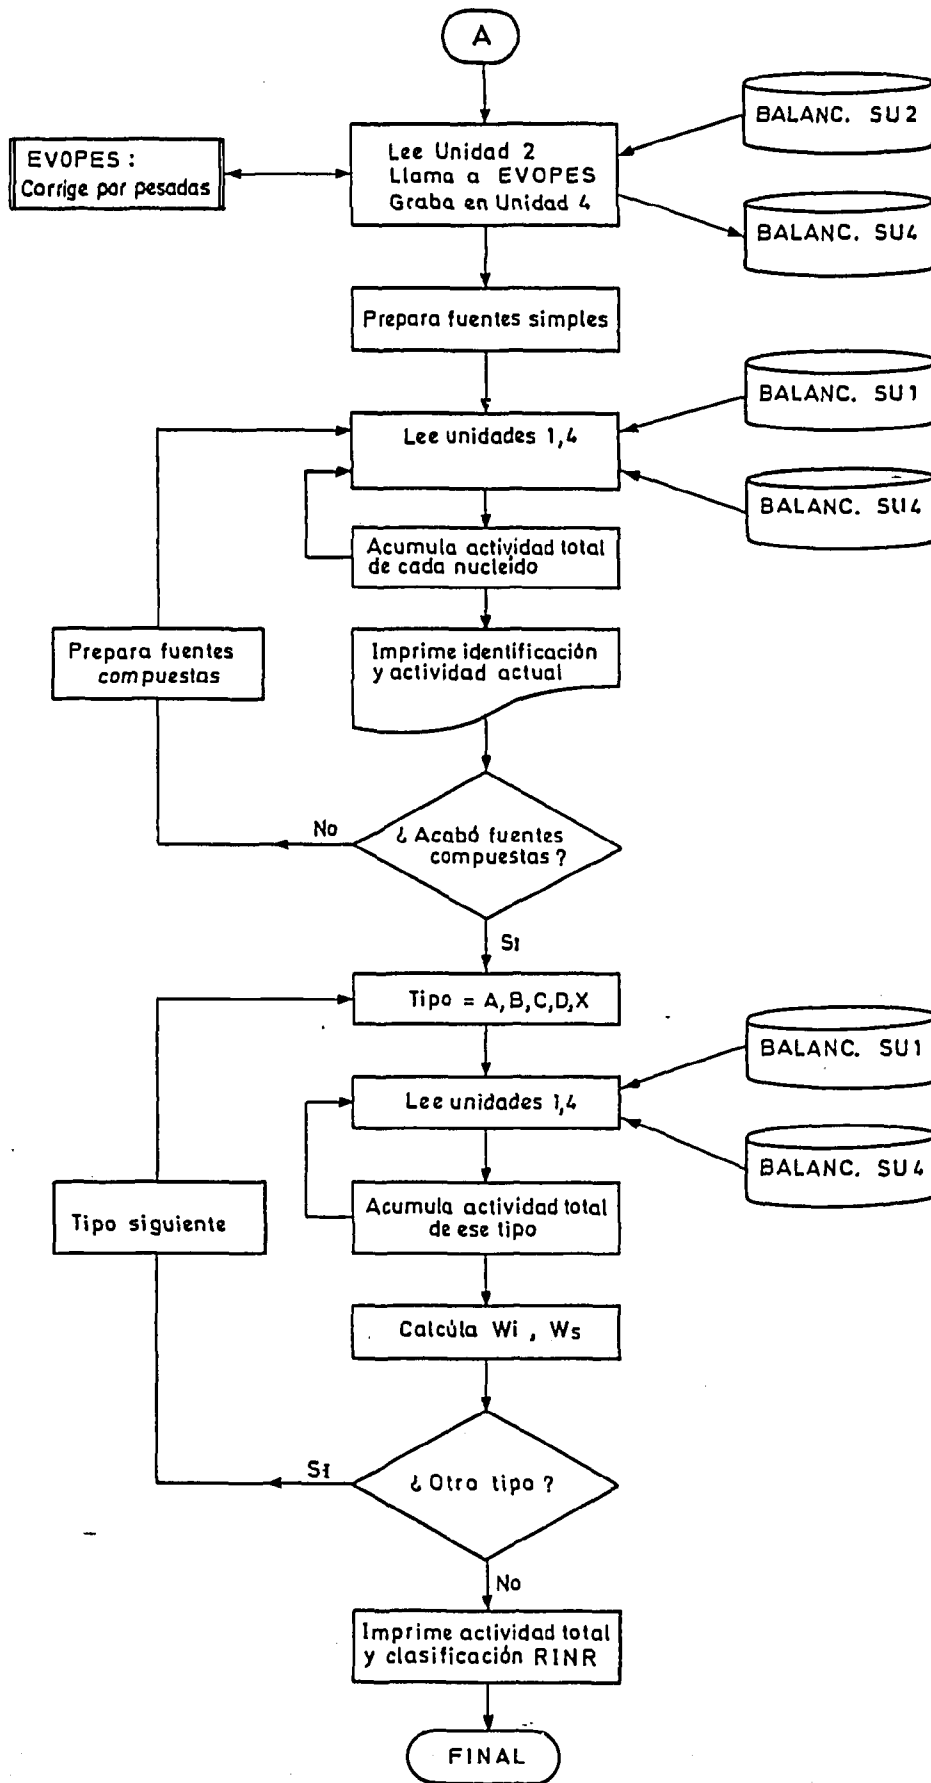 A
BALANC. SU2
EVOPES :
Corrige por pesadas
Lee Unidad 2
Llama a EVOPES
Graba en Unidad 4
BALANC. SU4
Prepara fuentes simples
BALANC. SU1
Lee unidades 1,4
BALANC. SU4
Acumula actividad total
de cada nucleído
Prepara fuentes
compuestas
Imprime identificación
y actividad actual
No
¿ Acabó fuentes
compuestas ?
SI
Tipo = A, B, C, D, X
BALANC. SU1
Lee unidades 1,4
BALANC. SU4
Tipo siguiente
Acumula actividad total
de ese tipo
Calcúla Wi , Ws
SI
¿ Otro tipo ?
No
Imprime actividad total
y clasificación RINR
FINAL